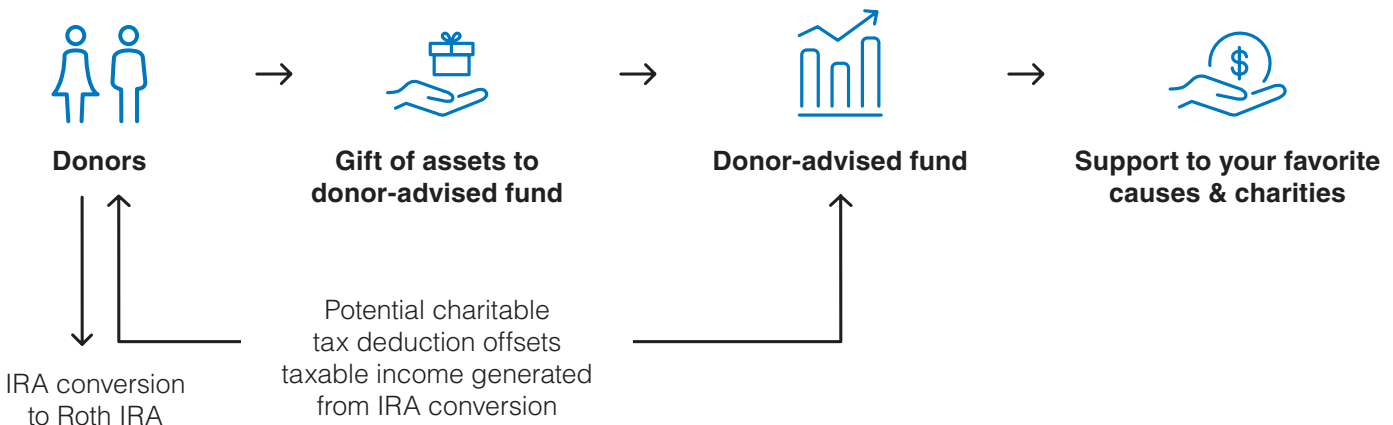 $
Donors
Gift of assets to
donor-advised fund
Donor-advised fund
Support to your favorite
causes & charities
Potential charitable
tax deduction offsets
taxable income generated
from IRA conversion
IRA conversion
to Roth IRA